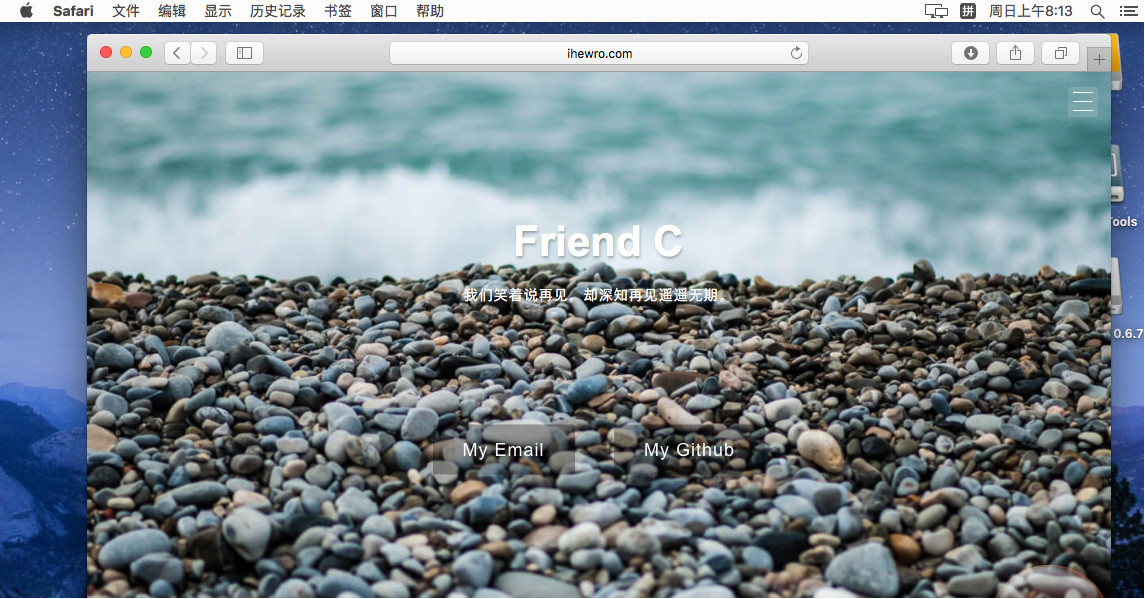 Safari 文件 编辑 显示 历史记录 书签 窗口 帮助 拼 周日上午8:13
ihewro.com
Friend C
Tools
我们笑着说再见，却深知再见遥遥无期。
0.6.7
My Email My Github